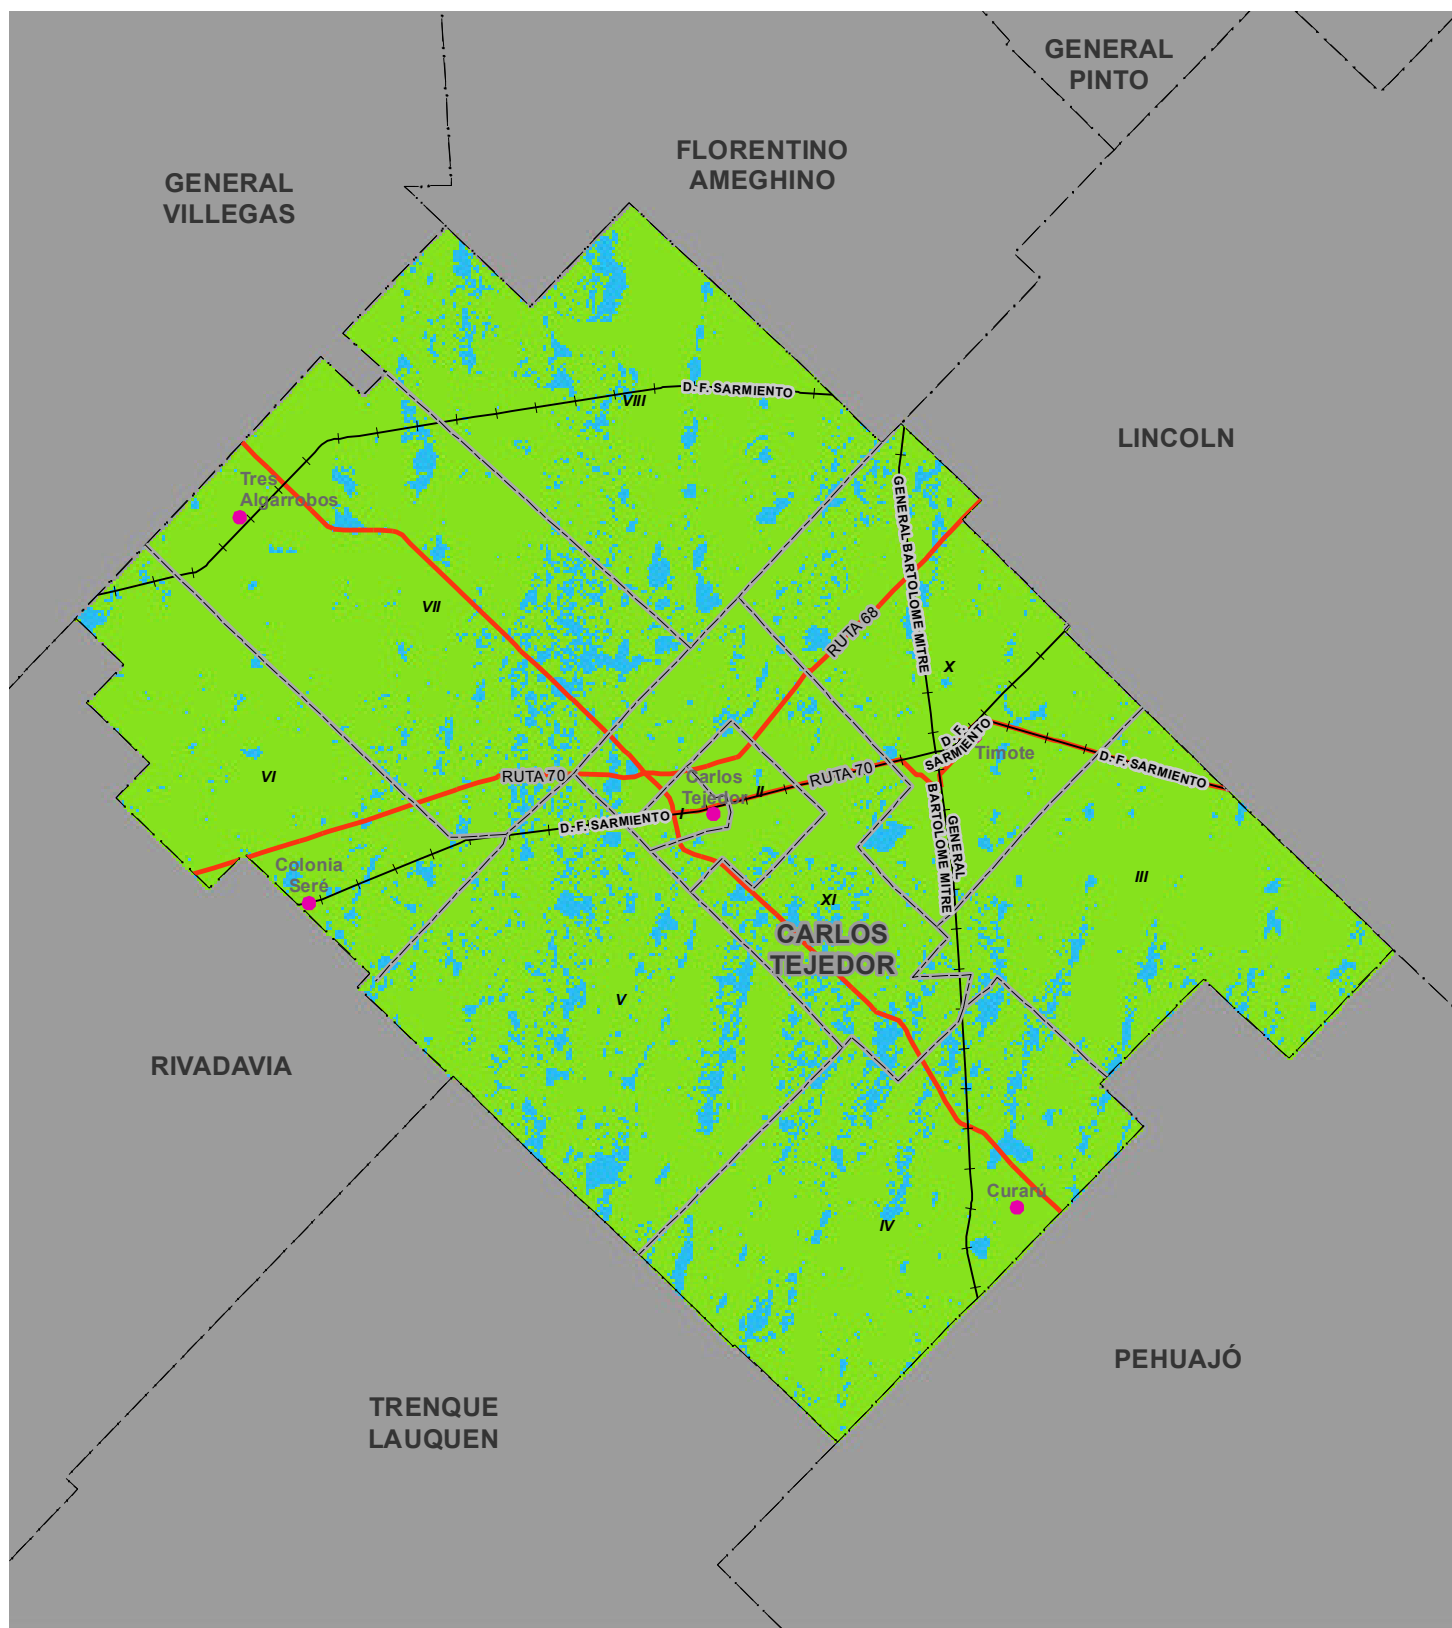 GENERAL
PINTO
FLORENTINO
AMEGHINO
GENERAL
VILLEGAS
D. F. SARMIENTO
VIII
LINCOLN
Tres
Algarrobos
GENERAL BARTOLOME MITRE
VII
RUTA 68
X
D. F.
SARMIENTO
Timote
D. F. SARMIENTO
VI
RUTA 70
Carlos
Tejedor
II
RUTA 70
I
D. F. SARMIENTO
GENERAL
BARTOLOME MITRE
Colonia
Seré
III
XI
CARLOS
TEJEDOR
V
RIVADAVIA
Curarú
IV
PEHUAJÓ
TRENQUE
LAUQUEN